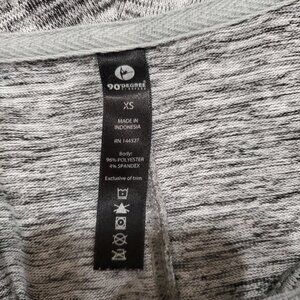 90°DEGREE
XS
MADE IN
INDONESIA
RN 144527
Body:
96% POLYESTER
4% SPANDEX
Exclusive of trim